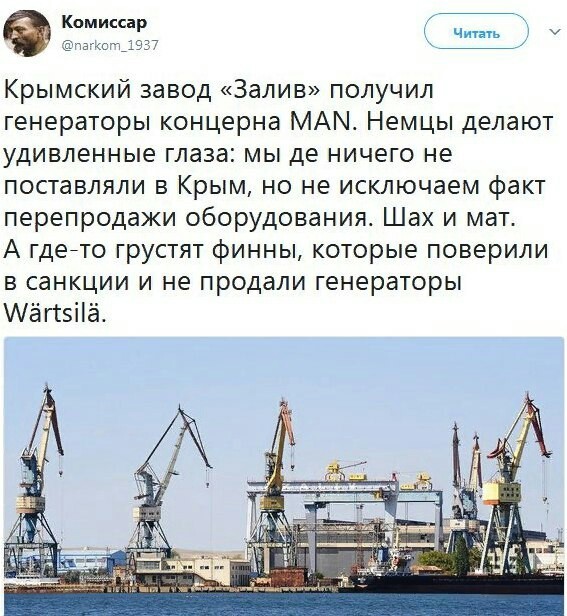 Комиссар
@narkom_1937
Читать
Крымский завод «Залив» получил
генераторы концерна MAN. Немцы делают
удивленные глаза: мы де ничего не
поставляли в Крым, но не исключаем факт
перепродажи оборудования. Шах и мат.
А где-то грустят финны, которые поверили
в санкции и не продали генераторы
Wärtsilä.